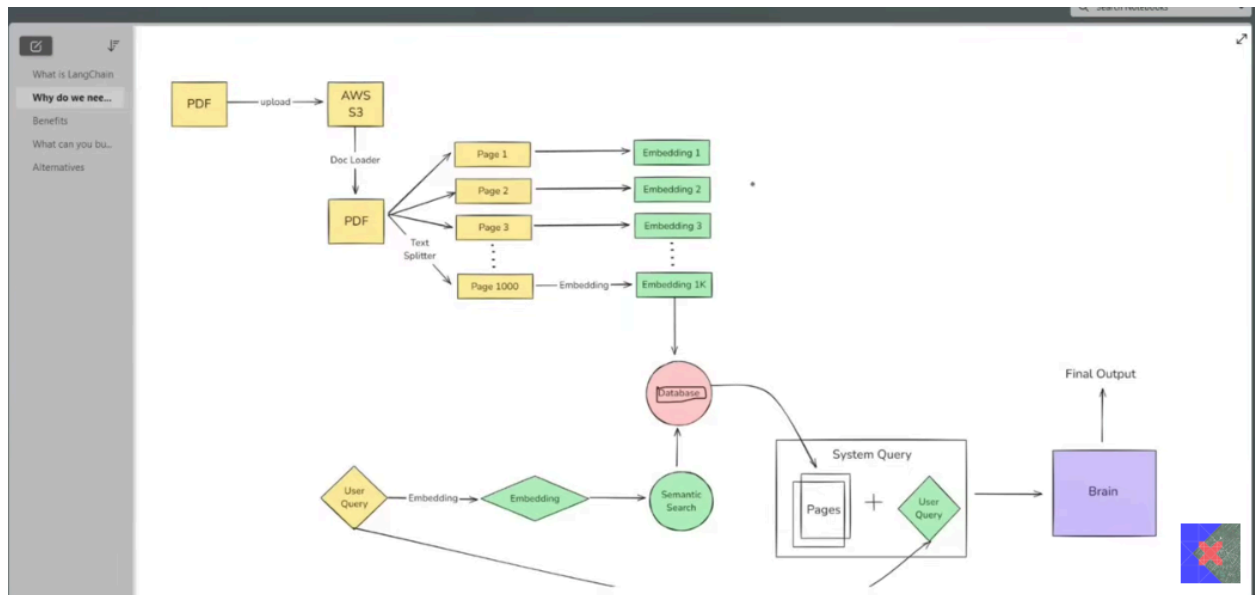 Search Notebooks
What is LangChain
Why do we nee...
Benefits
What can you bu...
Alternatives
PDF
upload
AWS
S3
Doc Loader
PDF
Text
Splitter
Page 1
Page 2
Page 3
Page 1000
Embedding
Embedding 1
Embedding 2
Embedding 3
Embedding 1K
Database
User
Query
Embedding
Embedding
Semantic
Search
System Query
Pages
+
User
Query
Brain
Final Output